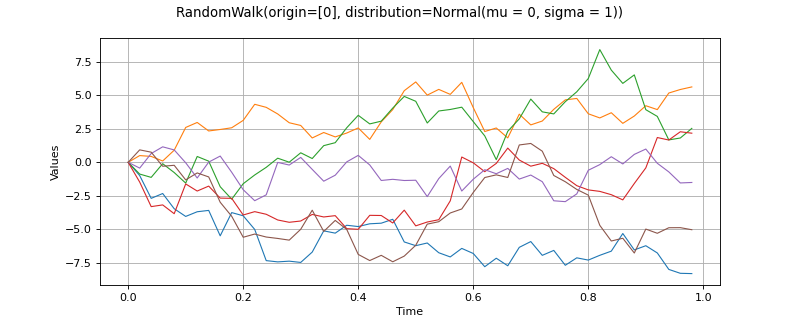 RandomWalk(origin=[0], distribution=Normal(mu = 0, sigma = 1))
7.5
5.0
2.5
0.0
−2.5
−5.0
−7.5
Values
0.0 0.2 0.4 0.6 0.8 1.0
Time